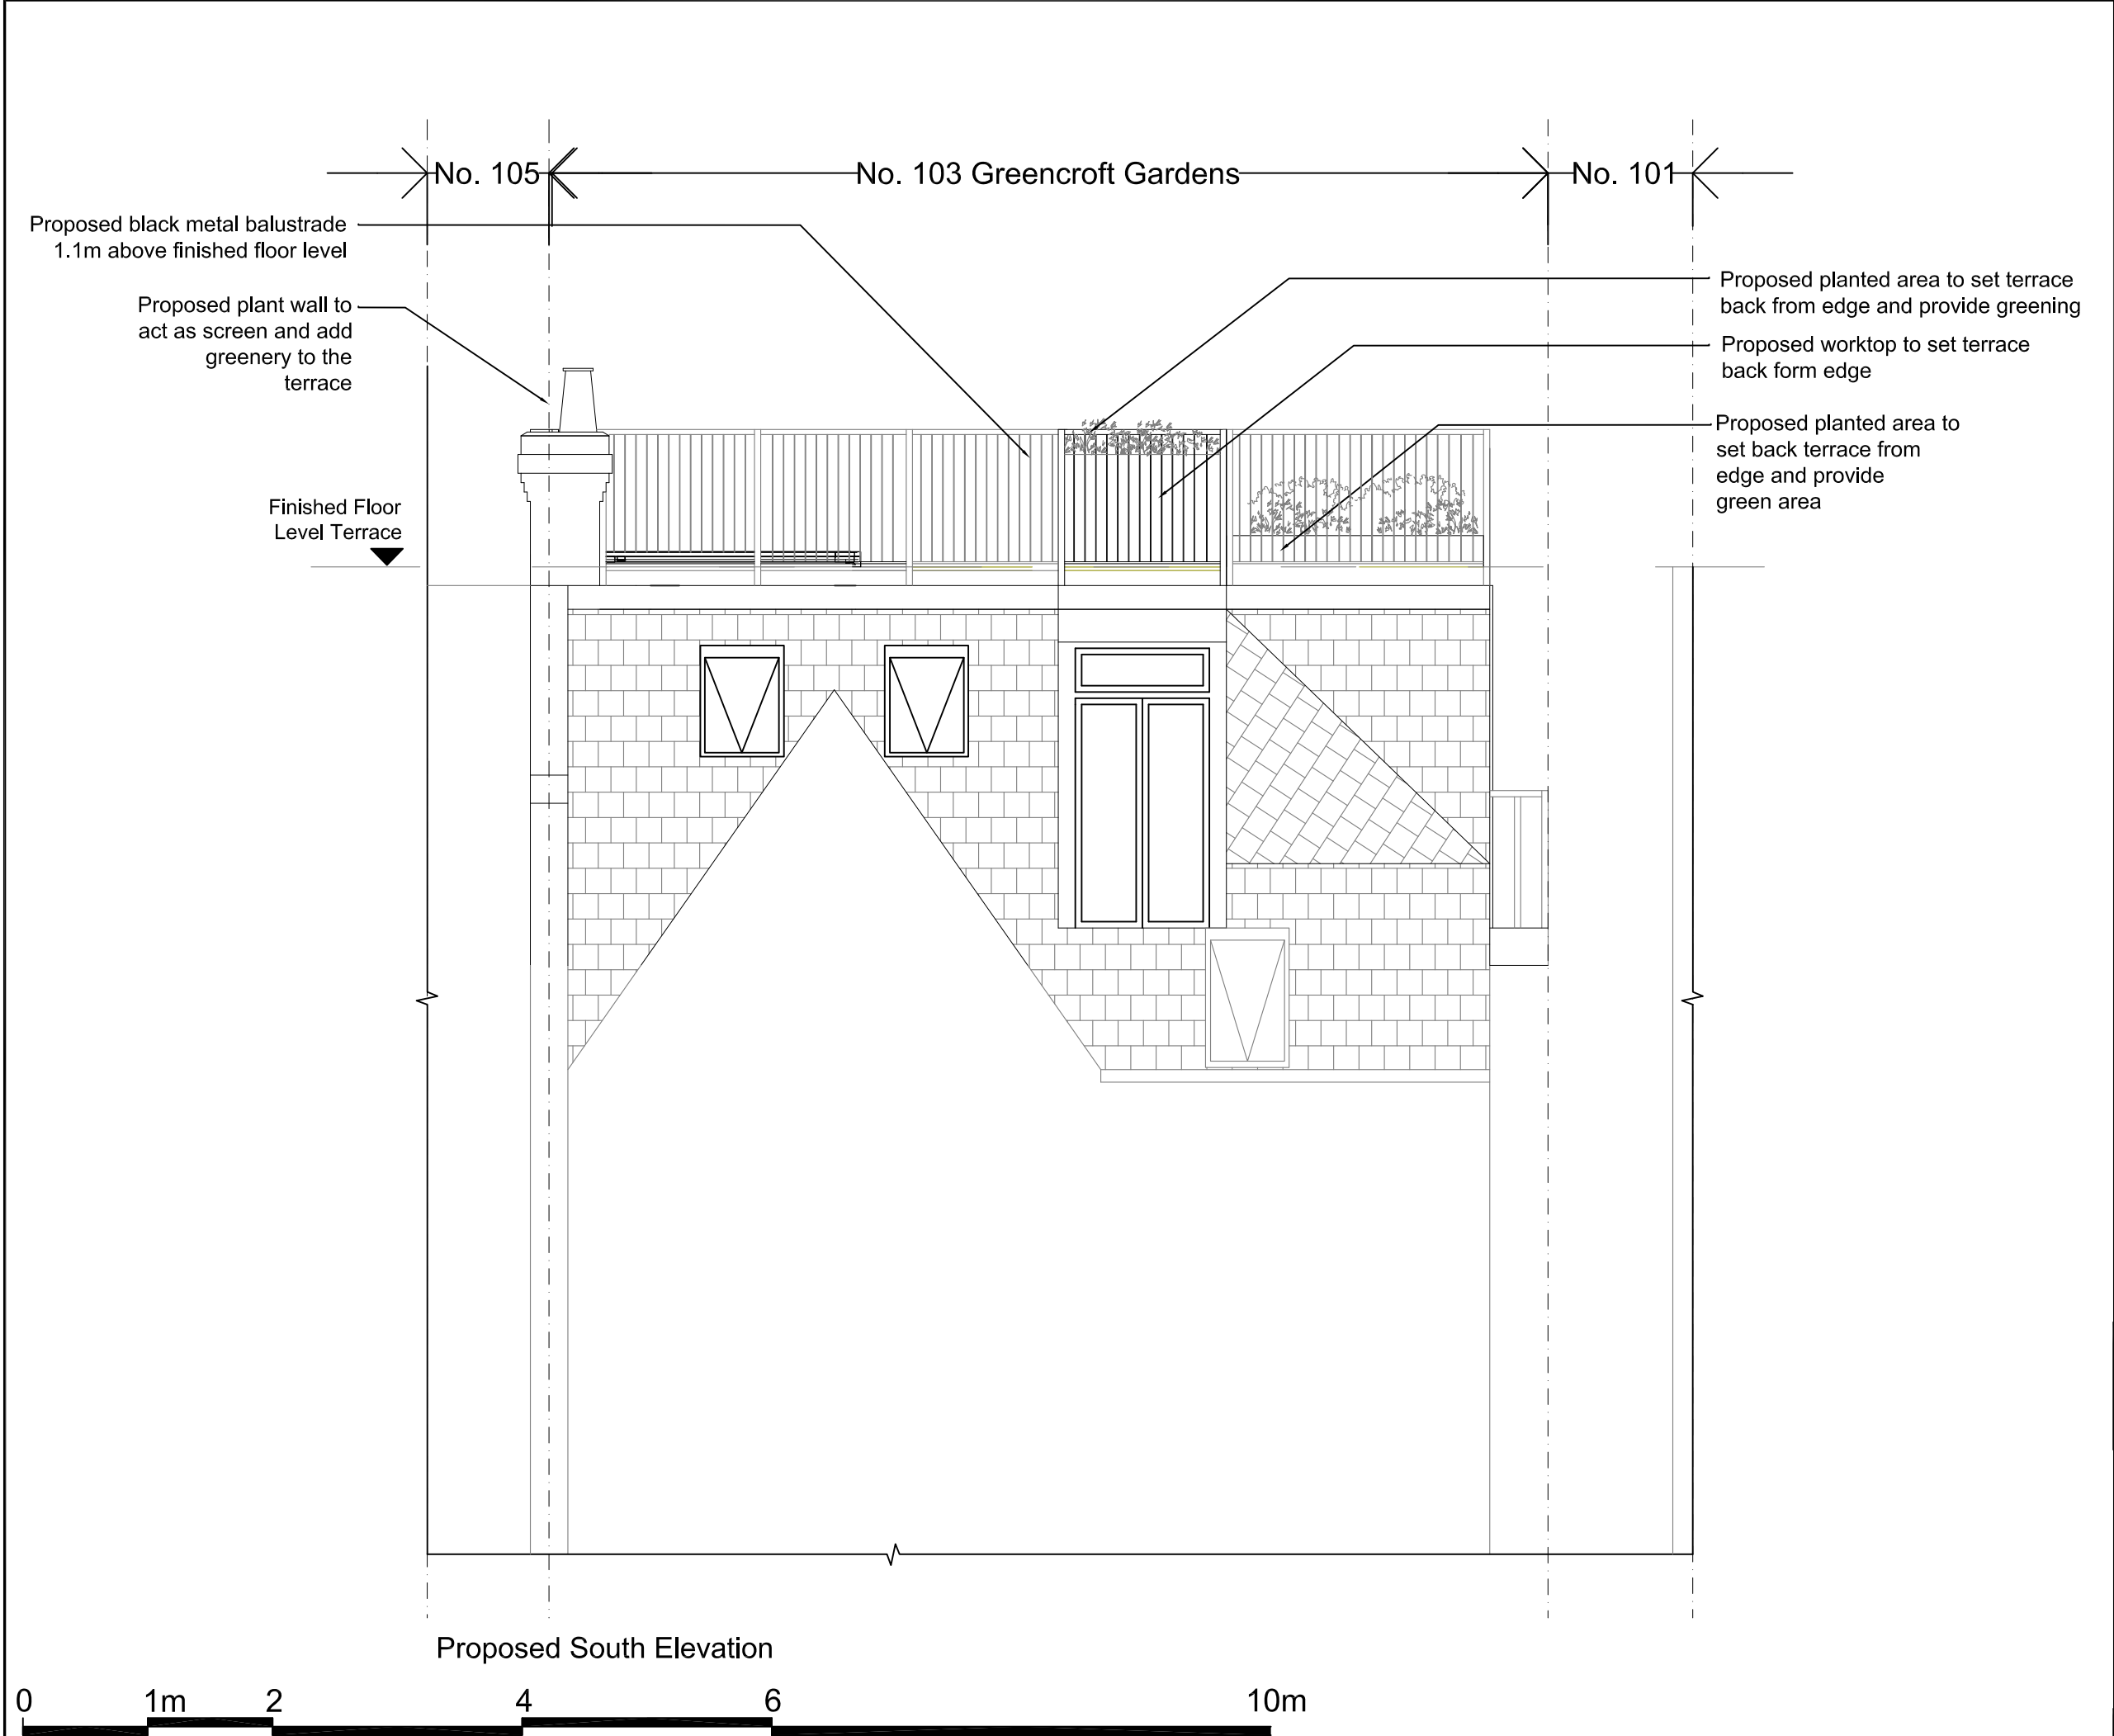 No. 105
No. 103 Greencroft Gardens
No. 101
Proposed black metal balustrade
1.1m above finished floor level
Proposed plant wall to
act as screen and add
greenery to the
terrace
Finished Floor
Level Terrace
Proposed planted area to set terrace
back from edge and provide greening
Proposed worktop to set terrace
back form edge
Proposed planted area to
set back terrace from
edge and provide
green area
Proposed South Elevation
0 1m 2 4 6 10m